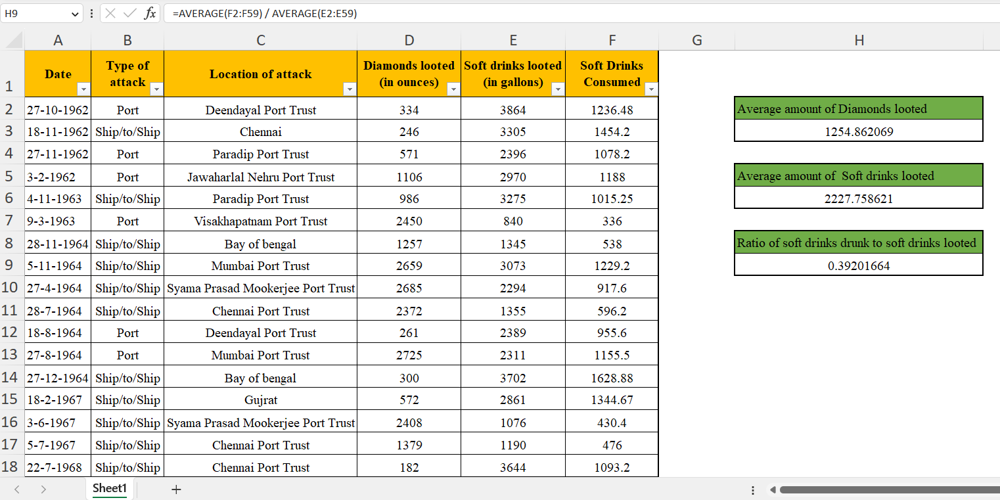 H9 fx =AVERAGE(F2:F59) / AVERAGE(E2:E59)
A B C D E F G H
1 Date Type of attack Location of attack Diamonds looted (in ounces) Soft drinks looted (in gallons) Soft Drinks Consumed
2 27-10-1962 Port Deendayal Port Trust 334 3864 1236.48 Average amount of Diamonds looted
3 18-11-1962 Ship/to/Ship Chennai 246 3305 1454.2 1254.862069
4 27-11-1962 Port Paradip Port Trust 571 2396 1078.2
5 3-2-1962 Port Jawaharlal Nehru Port Trust 1106 2970 1188 Average amount of  Soft drinks looted
6 4-11-1963 Ship/to/Ship Paradip Port Trust 986 3275 1015.25 2227.758621
7 9-3-1963 Port Visakhapatnam Port Trust 2450 840 336
8 28-11-1964 Ship/to/Ship Bay of bengal 1257 1345 538 Ratio of soft drinks drunk to soft drinks looted
9 5-11-1964 Ship/to/Ship Mumbai Port Trust 2659 3073 1229.2 0.39201664
10 27-4-1964 Ship/to/Ship Syama Prasad Mookerjee Port Trust 2685 2294 917.6
11 28-7-1964 Ship/to/Ship Chennai Port Trust 2372 1355 596.2
12 18-8-1964 Port Deendayal Port Trust 261 2389 955.6
13 27-8-1964 Port Mumbai Port Trust 2725 2311 1155.5
14 27-12-1964 Ship/to/Ship Bay of bengal 300 3702 1628.88
15 18-2-1967 Ship/to/Ship Gujrat 572 2861 1344.67
16 3-6-1967 Ship/to/Ship Syama Prasad Mookerjee Port Trust 2408 1076 430.4
17 5-7-1967 Ship/to/Ship Chennai Port Trust 1379 1190 476
18 22-7-1968 Ship/to/Ship Chennai Port Trust 182 3644 1093.2
Sheet1